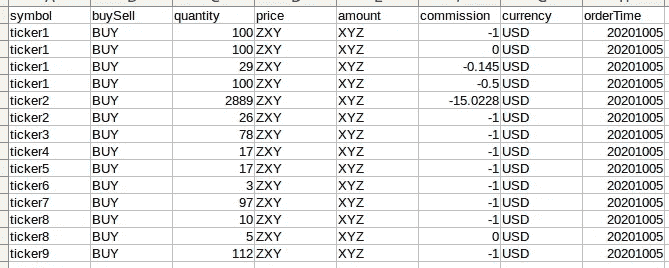 symbol buySell quantity price amount commission currency orderTime
ticker1 BUY 100 ZXY XYZ -1 USD 20201005
ticker1 BUY 100 ZXY XYZ 0 USD 20201005
ticker1 BUY 29 ZXY XYZ -0.145 USD 20201005
ticker1 BUY 100 ZXY XYZ -0.5 USD 20201005
ticker2 BUY 2889 ZXY XYZ -15.0228 USD 20201005
ticker2 BUY 26 ZXY XYZ -1 USD 20201005
ticker3 BUY 78 ZXY XYZ -1 USD 20201005
ticker4 BUY 17 ZXY XYZ -1 USD 20201005
ticker5 BUY 17 ZXY XYZ -1 USD 20201005
ticker6 BUY 3 ZXY XYZ -1 USD 20201005
ticker7 BUY 97 ZXY XYZ -1 USD 20201005
ticker8 BUY 10 ZXY XYZ -1 USD 20201005
ticker8 BUY 5 ZXY XYZ 0 USD 20201005
ticker9 BUY 112 ZXY XYZ -1 USD 20201005